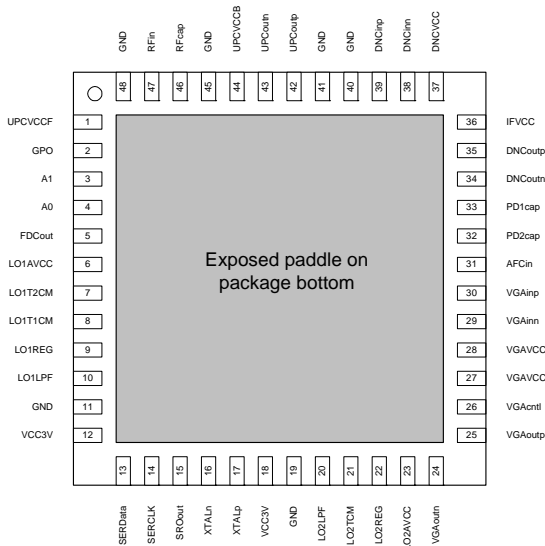 GND
RFin
RFcap
GND
UPCVCCB
UPCoutn
UPCoutp
GND
GND
DNCinp
DNCinn
DNCVCC
48
47
46
45
44
43
42
41
40
39
38
37
UPCVCCF 1
GPO 2
A1 3
A0 4
FDCout 5
LO1AVCC 6
LO1T2CM 7
LO1T1CM 8
LO1REG 9
LO1LPF 10
GND 11
VCC3V 12
Exposed paddle on
package bottom
36 IFVCC
35 DNCoutp
34 DNCoutn
33 PD1cap
32 PD2cap
31 AFCin
30 VGAinp
29 VGAinn
28 VGAVCC
27 VGAVCC
26 VGAcntl
25 VGAoutp
13
14
15
16
17
18
19
20
21
22
23
24
SERData
SERCLK
SROout
XTALn
XTALp
VCC3V
GND
LO2LPF
LO2TCM
LO2REG
LO2AVCC
VGAoutn